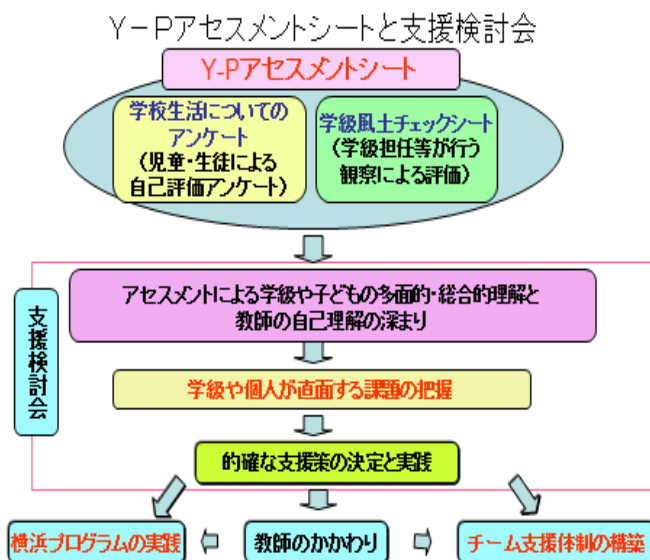 Y－Pアセスメントシートと支援検討会
Y-Pアセスメントシート
学校生活についての
アンケート
(児童・生徒による
自己評価アンケート)
学級風土チェックシート
(学級担任等が行う
観察による評価)
支援検討会
アセスメントによる学級や子どもの多面的・総合的理解と
教師の自己理解の深まり
学級や個人が直面する課題の把握
的確な支援策の決定と実践
横浜プログラムの実践
教師のかかわり
チーム支援体制の構築